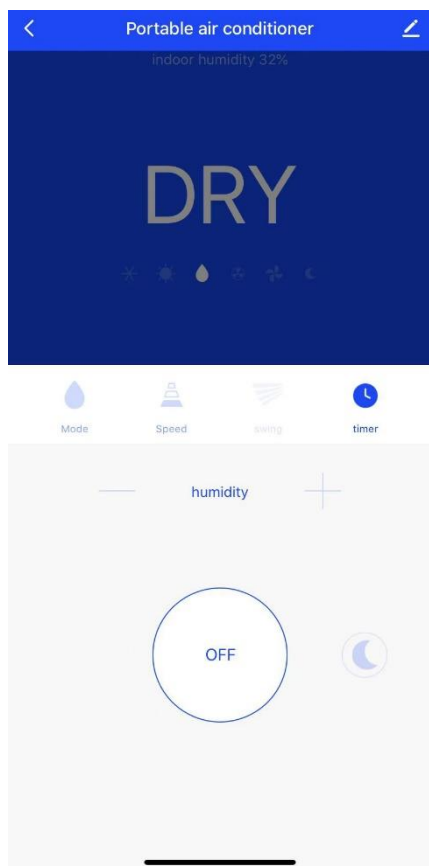 Portable air conditioner
indoor humidity 32%
DRY
Mode Speed swing timer
humidity
OFF